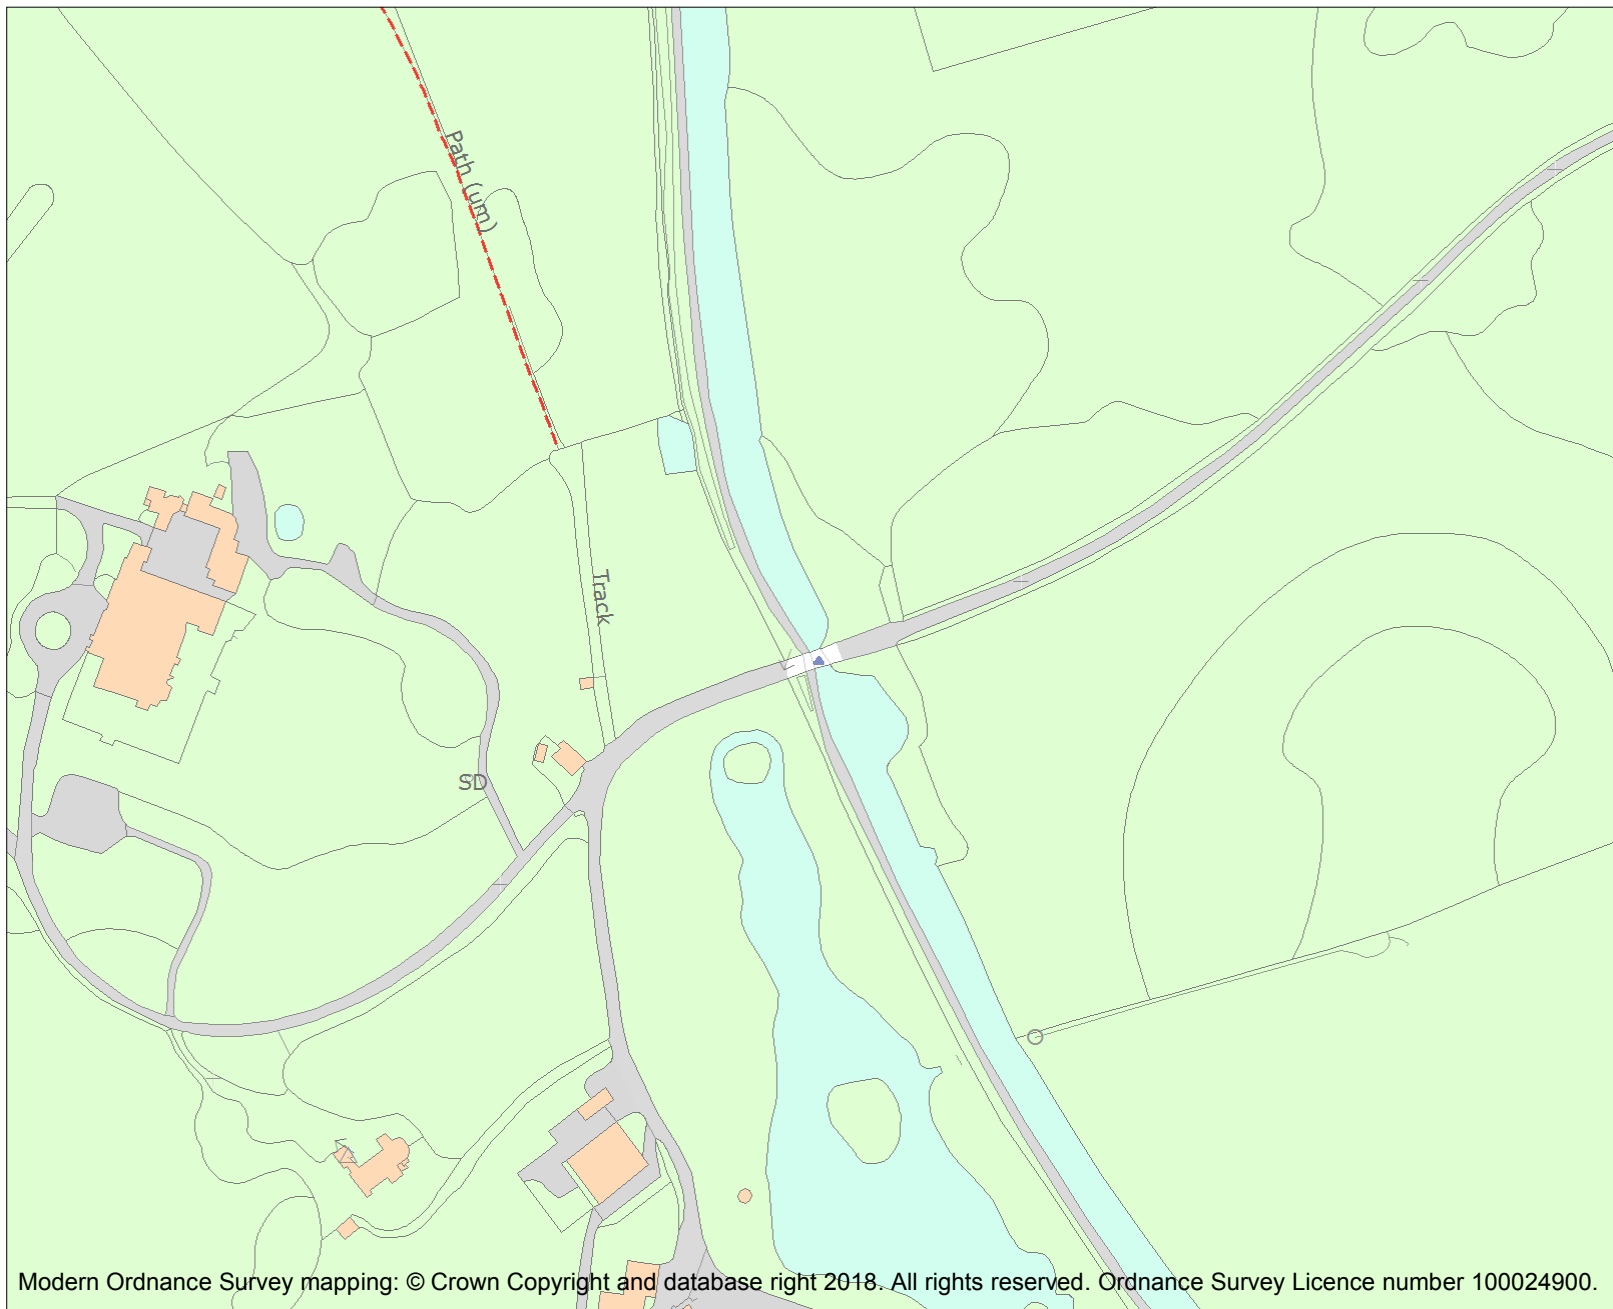 Path (um)
Track
SD
Modern Ordnance Survey mapping: © Crown Copyright and database right 2018. All rights reserved. Ordnance Survey Licence number 100024900.